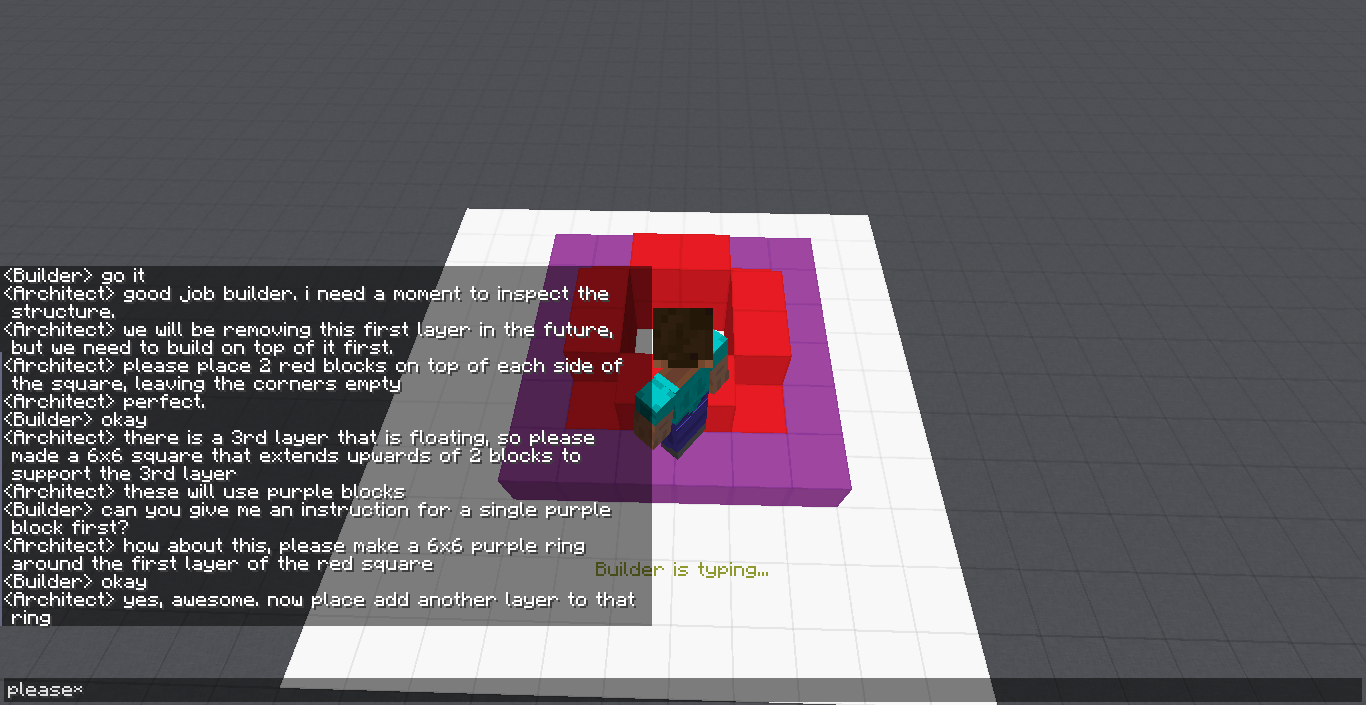 <Builder> go it
<Architect> good job builder. i need a moment to inspect the
structure.
<Architect> we will be removing this first layer in the future,
but we need to build on top of it first.
<Architect> please place 2 red blocks on top of each side of
the square, leaving the corners empty
<Architect> perfect.
<Builder> okay
<Architect> there is a 3rd layer that is floating, so please
made a 6x6 square that extends upwards of 2 blocks to
support the 3rd layer
<Architect> these will use purple blocks
<Builder> can you give me an instruction for a single purple
block first?
<Architect> how about this, please make a 6x6 purple ring
around the first layer of the red square
<Builder> okay
<Architect> yes, awesome. now place add another layer to that
ring
Builder is typing...
please*